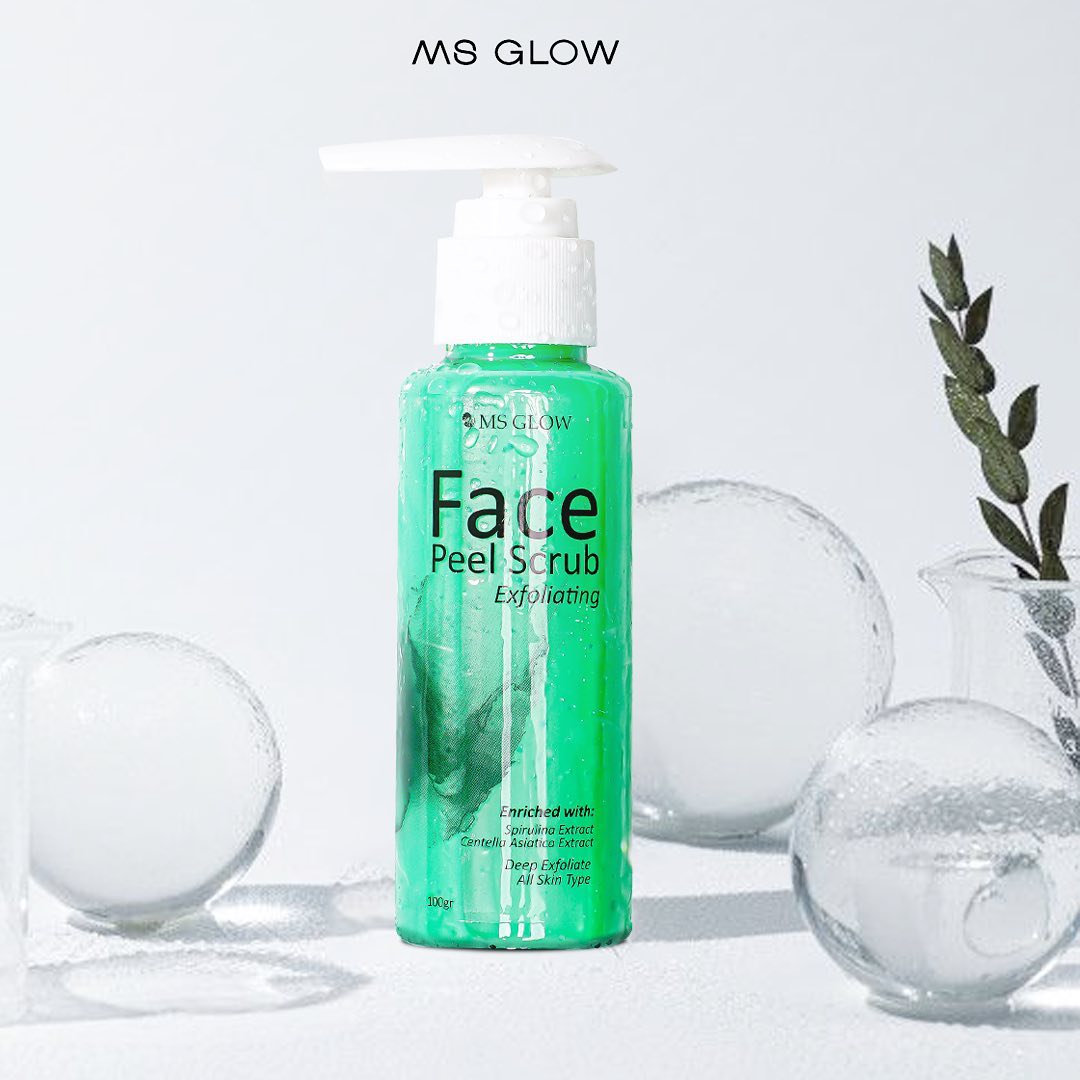 MS GLOW
MS GLOW
Face
Peel Scrub
Exfoliating
Enriched with:
Spirulina Extract
Centella Asiatica Extract
Deep Exfoliate
All Skin Type
100gr